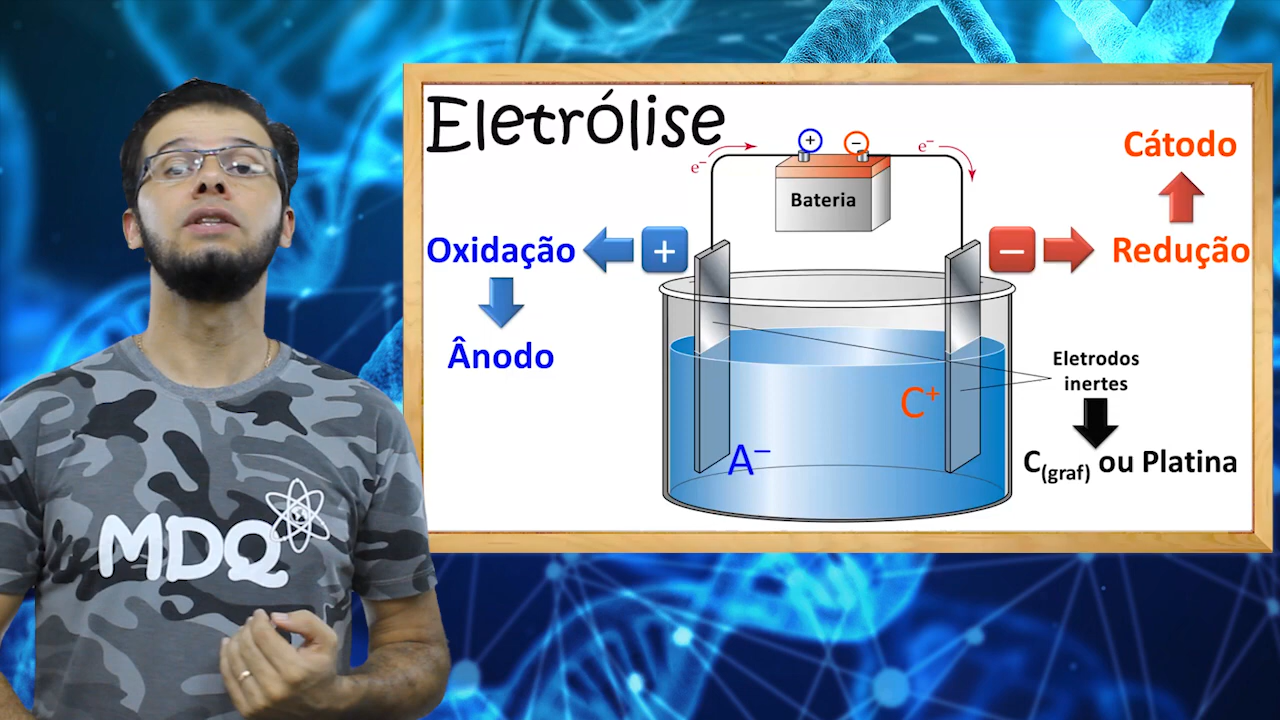 Eletrólise
+ −
e⁻ e⁻
Bateria
Cátodo
Oxidação + − Redução
Ânodo
Eletrodos
inertes
C⁺
A⁻
C(graf) ou Platina
MDQ